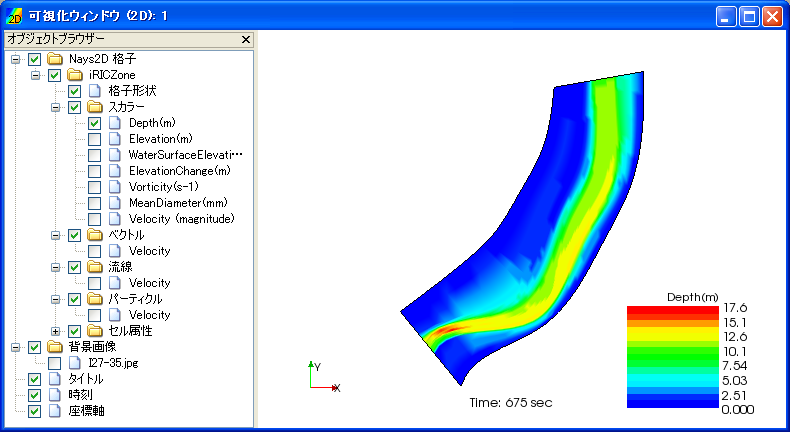 可視化ウィンドウ (2D): 1
オブジェクトブラウザー
Nays2D 格子
iRICZone
格子形状
スカラー
Depth(m)
Elevation(m)
WaterSurfaceElevati…
ElevationChange(m)
Vorticity(s-1)
MeanDiameter(mm)
Velocity (magnitude)
ベクトル
Velocity
流線
Velocity
パーティクル
Velocity
セル属性
背景画像
I27-35.jpg
タイトル
時刻
座標軸
Y
X
Time: 675 sec
Depth(m)
17.6
15.1
12.6
10.1
7.54
5.03
2.51
0.000